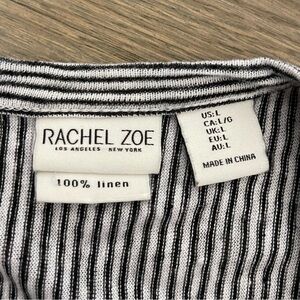 RACHEL ZOE
LOS ANGELES NEW YORK
100% linen
US:L
CA:L/G
UK:L
EU:L
AU:L
MADE IN CHINA